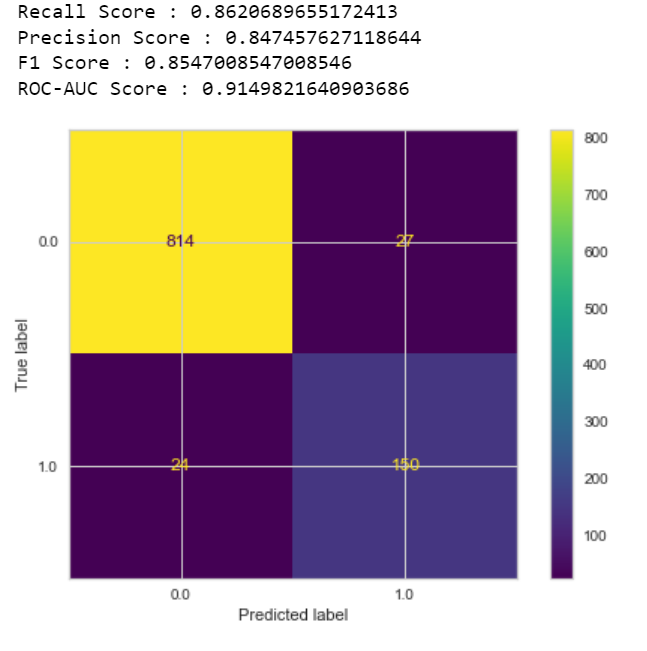 Recall Score : 0.8620689655172413
Precision Score : 0.847457627118644
F1 Score : 0.8547008547008546
ROC-AUC Score : 0.9149821640903686
800
700
600
500
400
300
200
100
True label
0.0
814
27
1.0
24
150
0.0
1.0
Predicted label